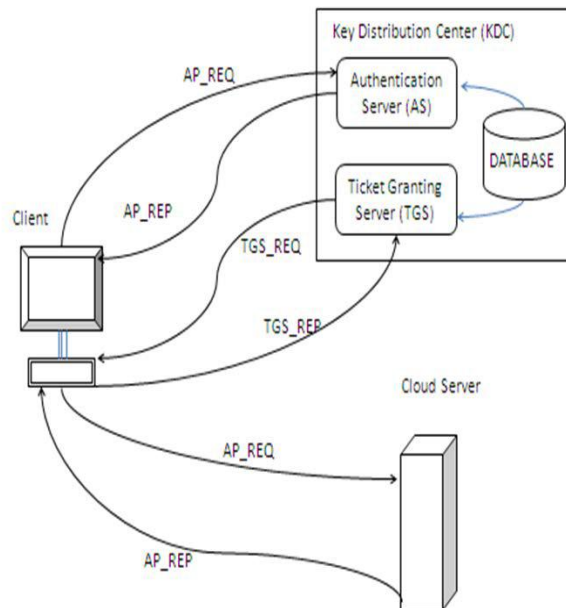 Key Distribution Center (KDC)
AP_REQ
Authentication
Server (AS)
DATABASE
AP_REP
Ticket Granting
Server (TGS)
Client
TGS_REQ
TGS_REP
Cloud Server
AP_REQ
AP_REP